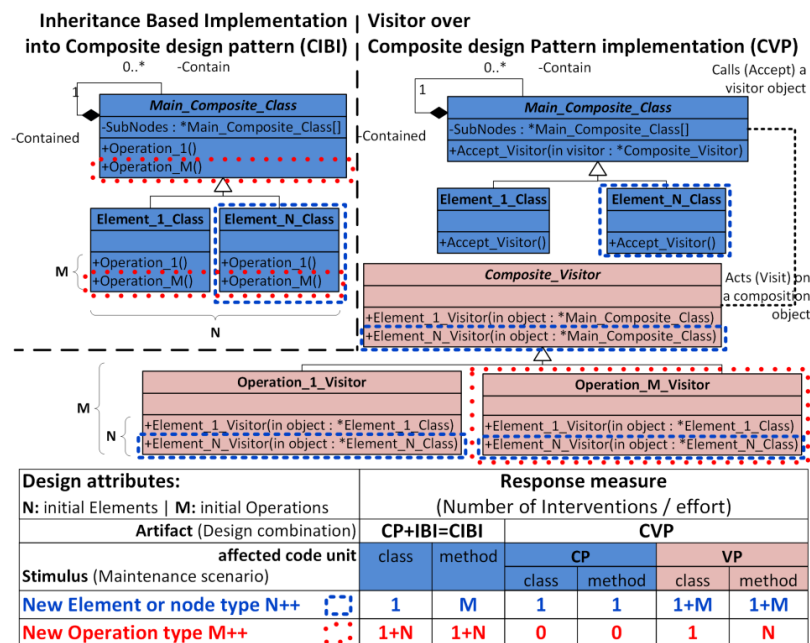 Inheritance Based Implementation
into Composite design pattern (CIBI)
0..* -Contain
1
Main_Composite_Class
-SubNodes : *Main_Composite_Class[]
-Contained
+Operation_1()
+Operation_M()
Element_1_Class
Element_N_Class
+Operation_1()
+Operation_1()
M
+Operation_M()
+Operation_M()
N
Visitor over
Composite design Pattern implementation (CVP)
0..* -Contain
Calls (Accept) a
visitor object
1
Main_Composite_Class
-SubNodes : *Main_Composite_Class[]
-Contained
+Accept_Visitor(in visitor : *Composite_Visitor)
Element_1_Class
Element_N_Class
+Accept_Visitor()
+Accept_Visitor()
Composite_Visitor
Acts (Visit) on
a composition
object
+Element_1_Visitor(in object : *Main_Composite_Class)
+Element_N_Visitor(in object : *Main_Composite_Class)
M
Operation_1_Visitor
Operation_M_Visitor
N
+Element_1_Visitor(in object : *Element_1_Class)
+Element_1_Visitor(in object : *Element_1_Class)
+Element_N_Visitor(in object : *Element_N_Class)
+Element_N_Visitor(in object : *Element_N_Class)
Design attributes:
N: initial Elements | M: initial Operations
Response measure
(Number of Interventions / effort)
Artifact (Design combination) CP+IBI=CIBI CVP
affected code unit class method CP VP
Stimulus (Maintenance scenario) class method class method
New Element or node type N++ 1 M 1 1 1+M 1+M
New Operation type M++ 1+N 1+N 0 0 1 N